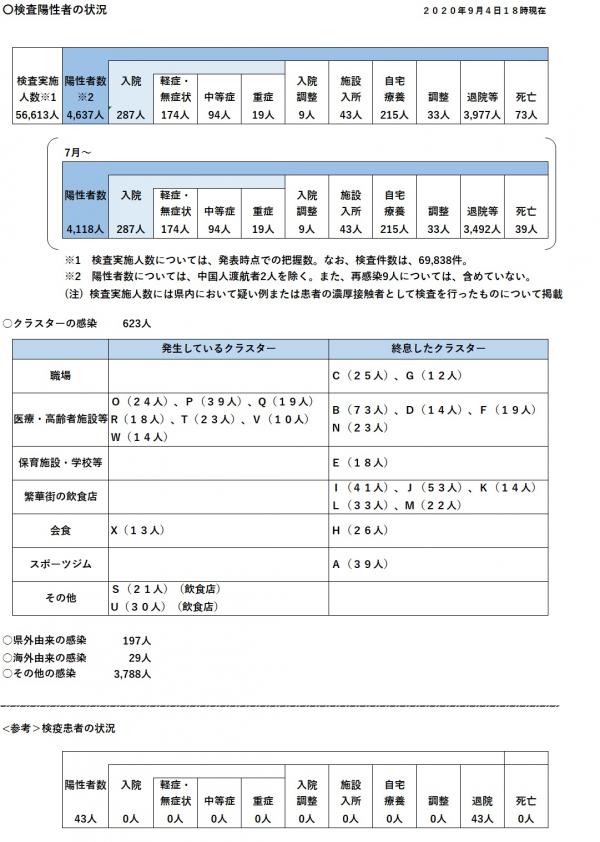 〇検査陽性者の状況
２０２０年９月４日１８時現在
検査実施人数※1 陽性者数※2 入院 軽症・無症状 中等症 重症 入院調整 施設入所 自宅療養 調整 退院等 死亡
56,613人 4,637人 287人 174人 94人 19人 9人 43人 215人 33人 3,977人 73人
7月～
陽性者数 入院 軽症・無症状 中等症 重症 入院調整 施設入所 自宅療養 調整 退院等 死亡
4,118人 287人 174人 94人 19人 9人 43人 215人 33人 3,492人 39人
※1　検査実施人数については、発表時点での把握数。なお、検査件数は、69,838件。
※2　陽性者数については、中国人渡航者2人を除く。また、再感染9人については、含めていない。
（注）検査実施人数には県内において疑い例または患者の濃厚接触者として検査を行ったものについて掲載
○クラスターの感染　623人
発生しているクラスター 終息したクラスター
職場 Ｃ（２５人）、Ｇ（１２人）
医療・高齢者施設等 Ｏ（２４人）、Ｐ（３９人）、Ｑ（１９人）
Ｒ（１８人）、Ｔ（２３人）、Ｖ（１０人）
Ｗ（１４人）
Ｂ（７３人）、Ｄ（１４人）、Ｆ（１９人）
Ｎ（２３人）
保育施設・学校等 Ｅ（１８人）
繁華街の飲食店 Ｉ（４１人）、Ｊ（５３人）、Ｋ（１４人）
Ｌ（３３人）、Ｍ（２２人）
会食 Ｘ（１３人） Ｈ（２６人）
スポーツジム Ａ（３９人）
その他 Ｓ（２１人）（飲食店）
Ｕ（３０人）（飲食店）
○県外由来の感染　197人
○海外由来の感染　29人
○その他の感染　3,788人
<参考＞検疫患者の状況
陽性者数 入院 軽症・無症状 中等症 重症 入院調整 施設入所 自宅療養 調整 退院 死亡
43人 0人 0人 0人 0人 0人 0人 0人 0人 43人 0人